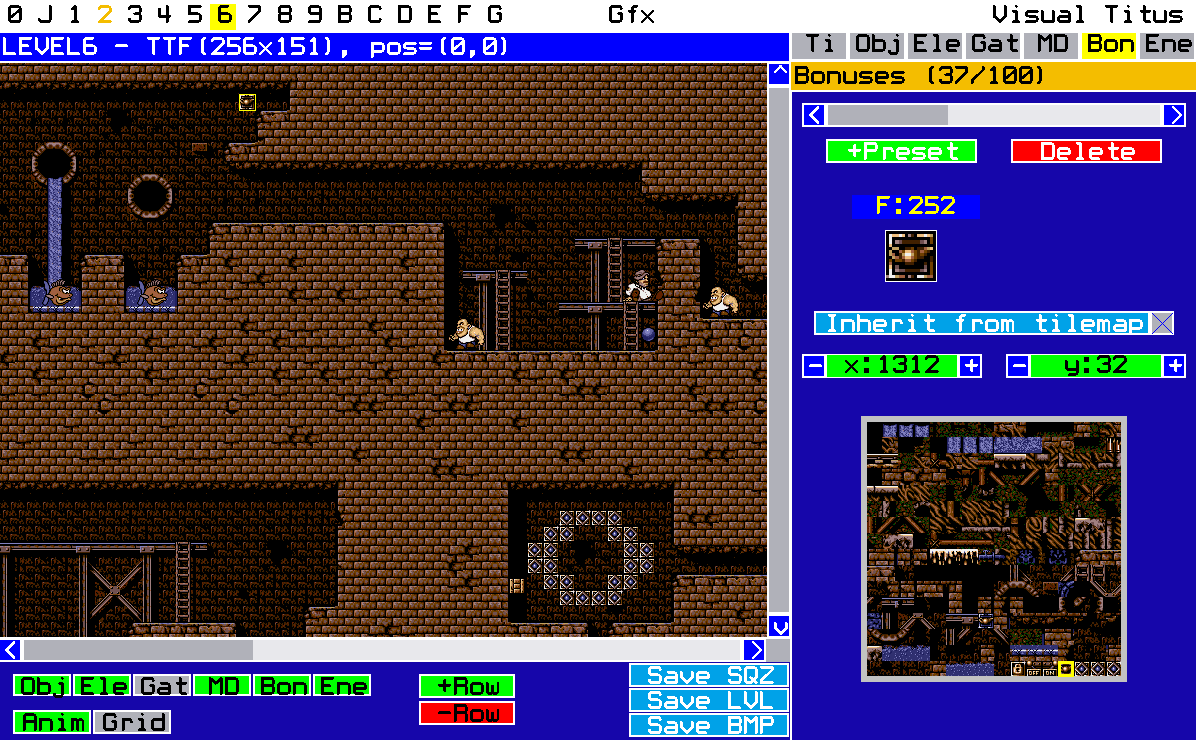 0 J 1 2 3 4 5 6 7 8 9 B C D E F G Gfx Visual Titus
LEVEL6 - TTF(256x151), pos=(0,0)
Ti Obj Ele Gat MD Bon Ene
Bonuses (37/100)
+Preset Delete
F:252
Inherit from tilemap
- x:1312 + - y:32 +
OFF ON
Obj Ele Gat MD Bon Ene
+Row
-Row
Anim Grid
Save SQZ
Save LVL
Save BMP